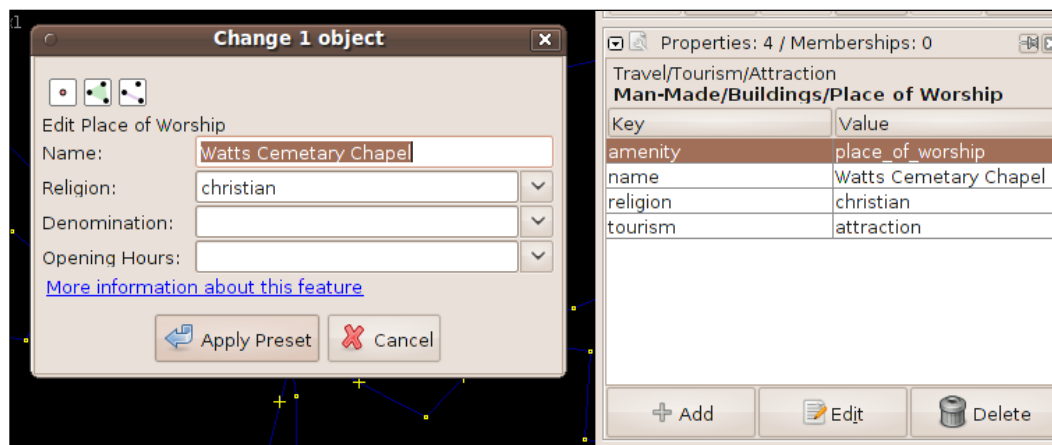 Change 1 object
Edit Place of Worship
Name: Watts Cemetary Chapel
Religion: christian
Denomination:
Opening Hours:
More information about this feature
Apply Preset Cancel
Properties: 4 / Memberships: 0
Travel/Tourism/Attraction
Man-Made/Buildings/Place of Worship
Key Value
amenity place_of_worship
name Watts Cemetary Chapel
religion christian
tourism attraction
Add Edit Delete